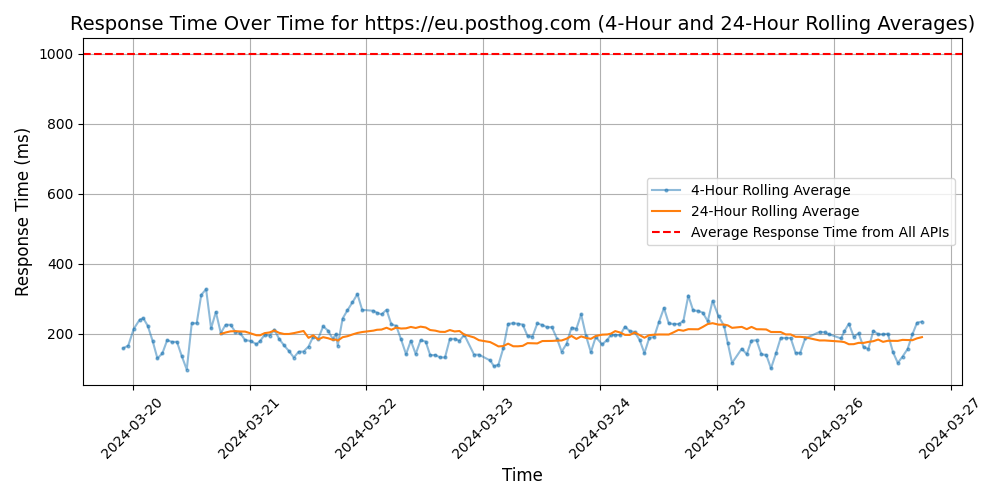 Response Time Over Time for https://eu.posthog.com (4-Hour and 24-Hour Rolling Averages)
Response Time (ms)
1000
800
600
400
200
4-Hour Rolling Average
24-Hour Rolling Average
Average Response Time from All APIs
2024-03-20
2024-03-21
2024-03-22
2024-03-23
2024-03-24
2024-03-25
2024-03-26
2024-03-27
Time